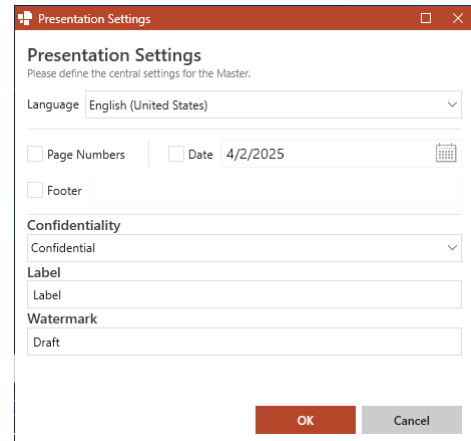 Presentation Settings
Presentation Settings
Please define the central settings for the Master.
Language English (United States)
Page Numbers Date 4/2/2025
Footer
Confidentiality
Confidential
Label
Label
Watermark
Draft
OK Cancel